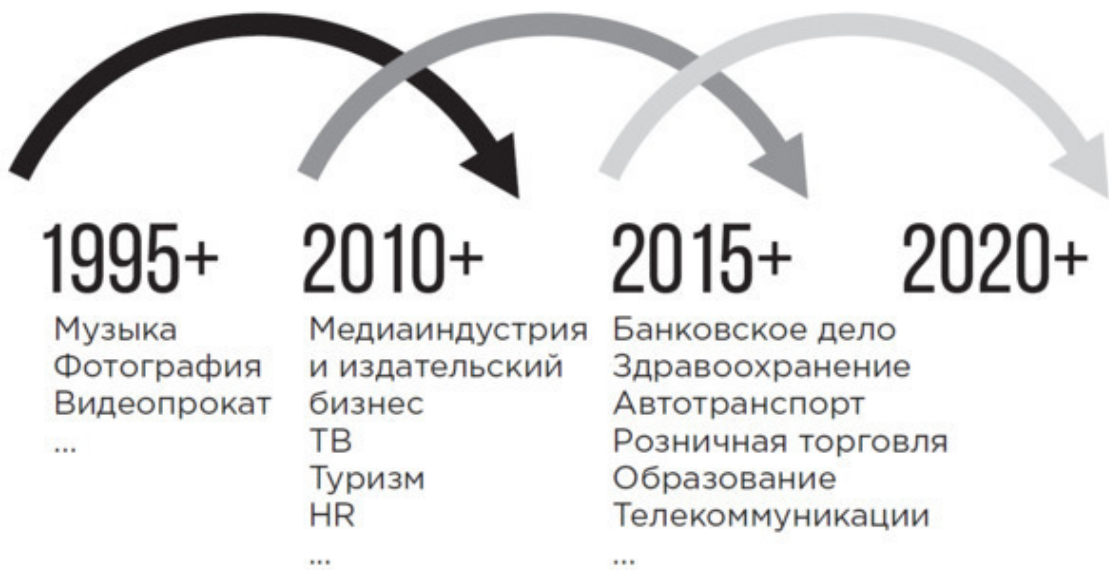 1995+
Музыка
Фотография
Видеопрокат
...
2010+
Медиаиндустрия
и издательский
бизнес
ТВ
Туризм
HR
...
2015+
Банковское дело
Здравоохранение
Автотранспорт
Розничная торговля
Образование
Телекоммуникации
...
2020+